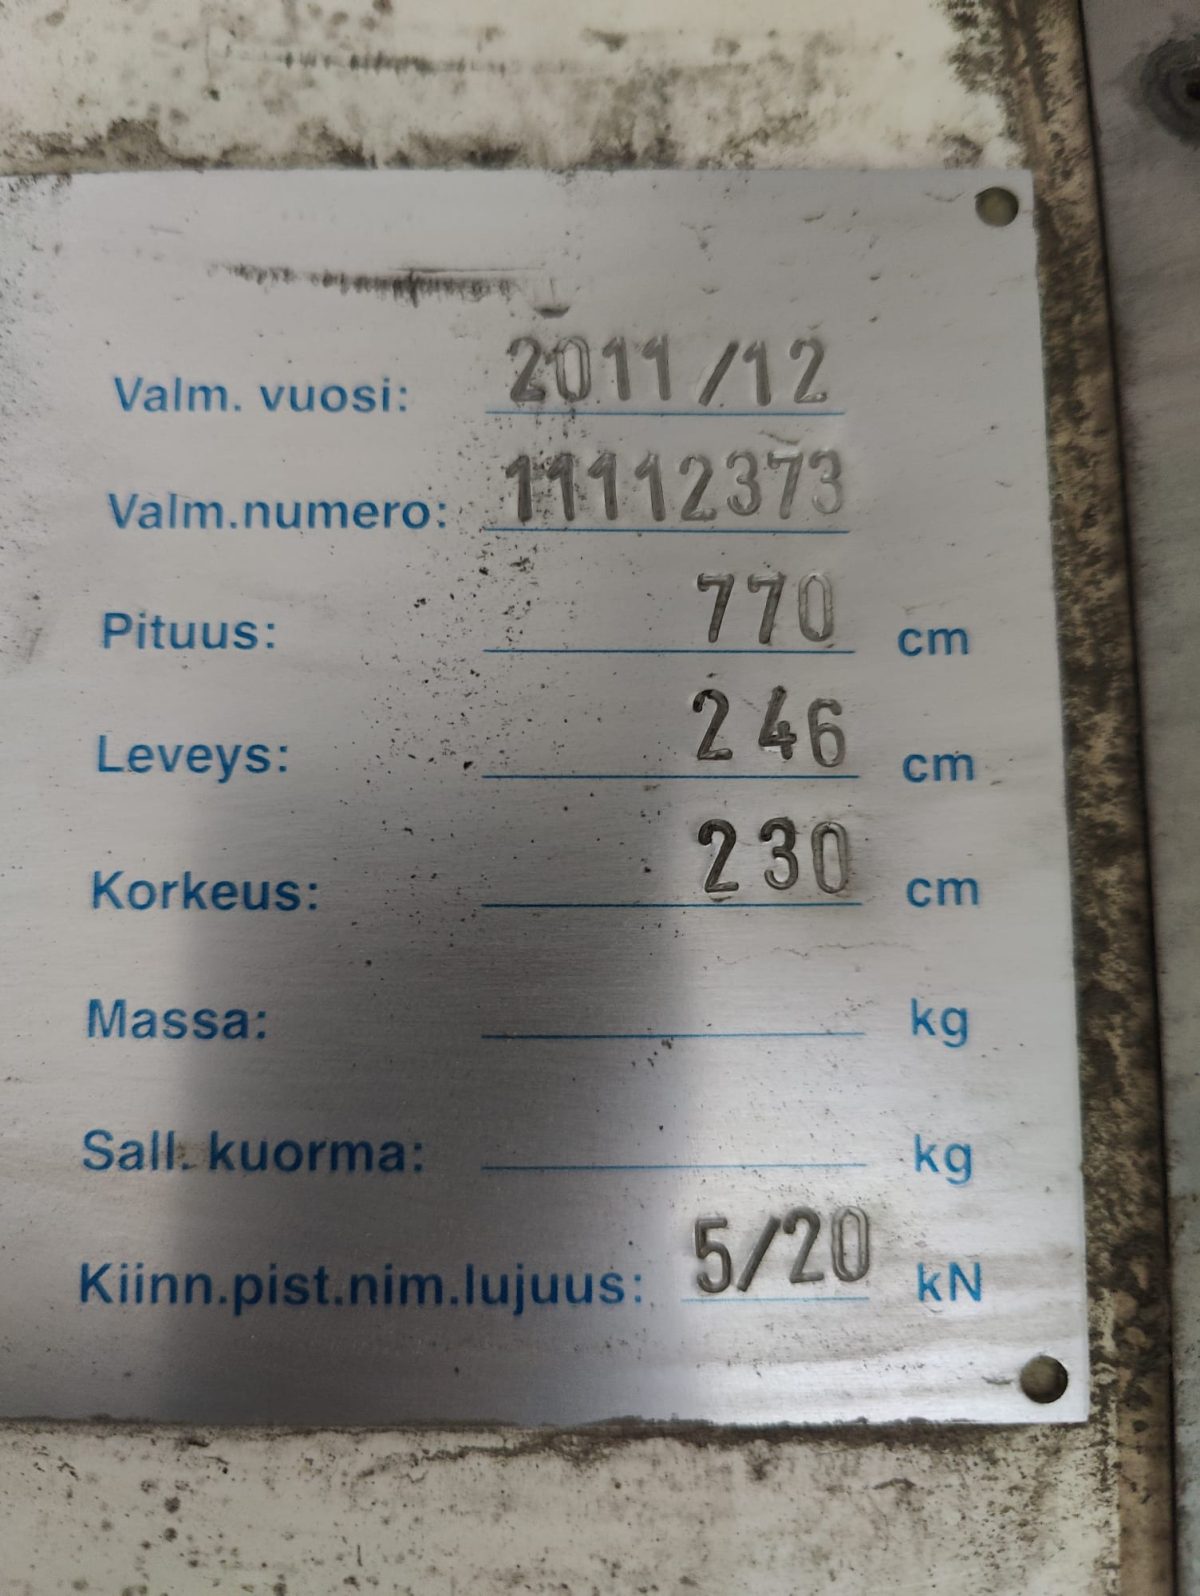 Valm. vuosi: 2011/12
Valm.numero: 11112373
Pituus: 770 cm
Leveys: 246 cm
Korkeus: 230 cm
Massa: kg
Sall. kuorma: kg
Kiinn.pist.nim.lujuus: 5/20 kN